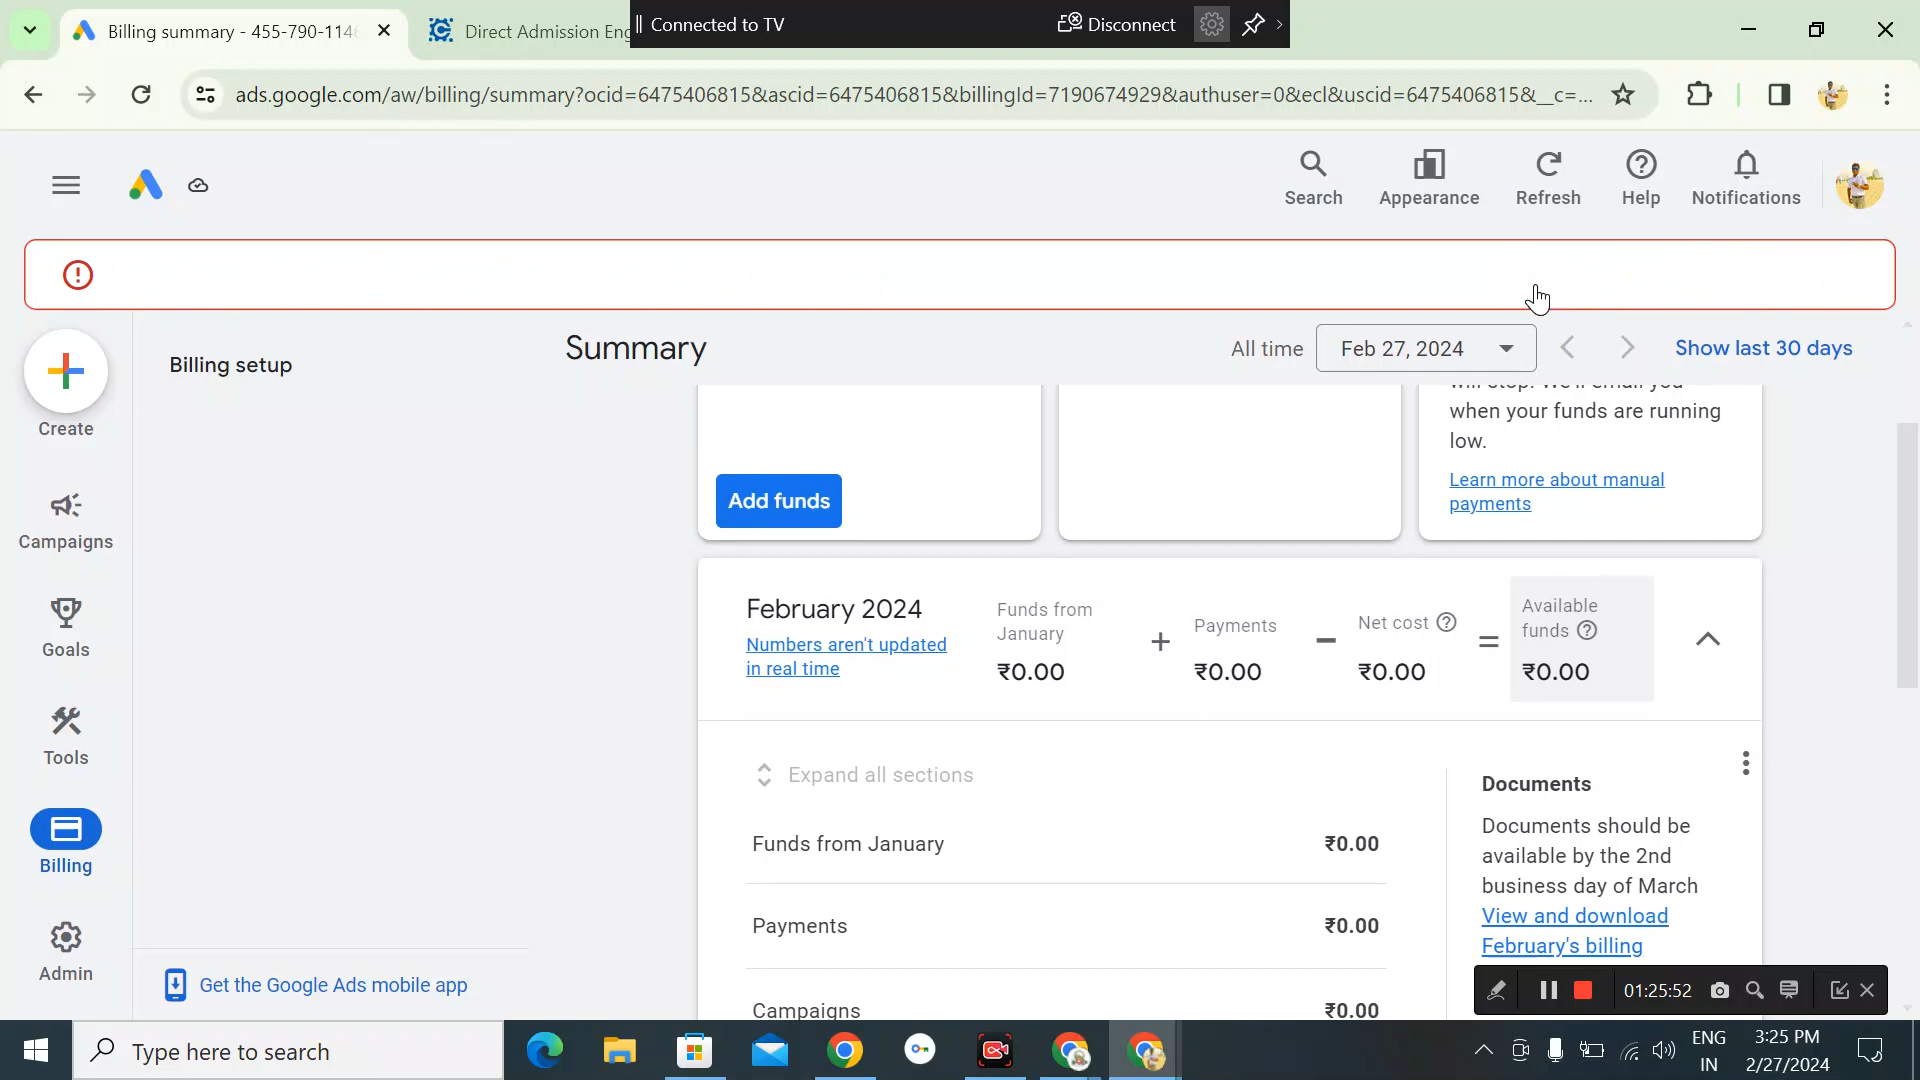 Billing summary - 455-790-114
Direct Admission Eng
Connected to TV
Disconnect
ads.google.com/aw/billing/summary?ocid=6475406815&ascid=6475406815&billingId=7190674929&authuser=0&ecl&uscid=6475406815&__c=...
Search
Appearance
Refresh
Help
Notifications
Billing setup
Summary
All time
Feb 27, 2024
Show last 30 days
Create
Campaigns
Goals
Tools
Billing
Admin
Get the Google Ads mobile app
Add funds
will stop. We'll email you
when your funds are running
low.
Learn more about manual
payments
February 2024
Numbers aren't updated
in real time
Funds from
January
₹0.00
+
Payments
₹0.00
−
Net cost
₹0.00
=
Available
funds
₹0.00
Expand all sections
Funds from January
₹0.00
Payments
₹0.00
Campaigns
₹0.00
Documents
Documents should be
available by the 2nd
business day of March
View and download
February's billing
01:25:52
Type here to search
ENG
IN
3:25 PM
2/27/2024